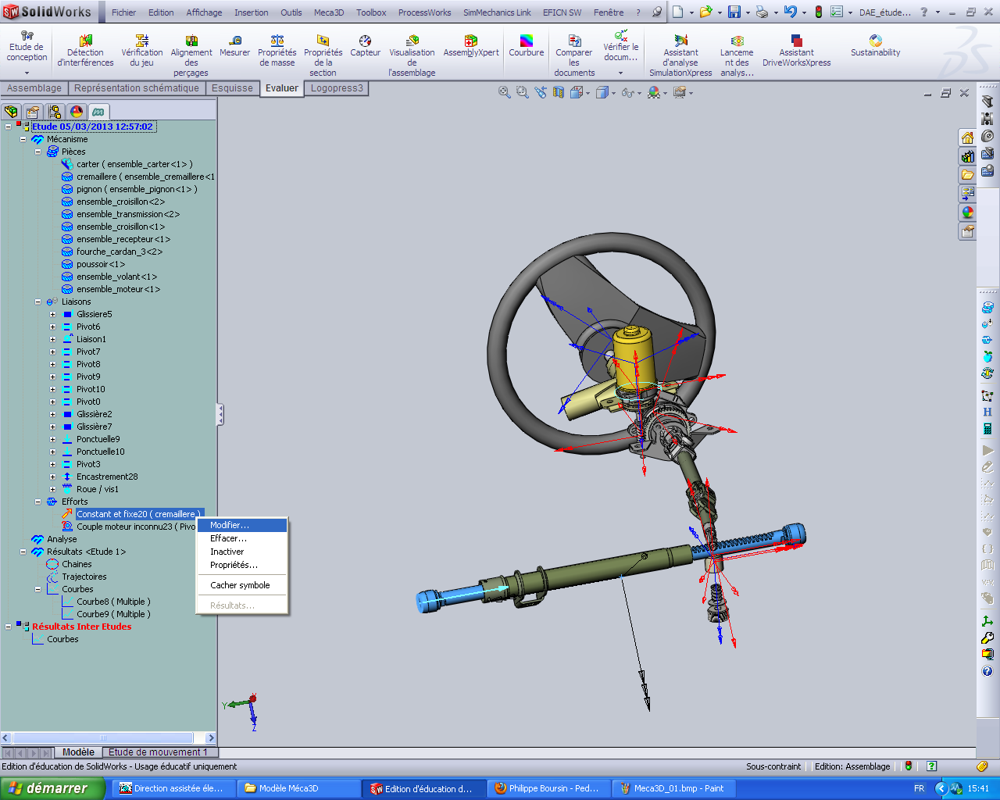 SolidWorks
Fichier Edition Affichage Insertion Outils Meca3D Toolbox ProcessWorks SimMechanics Link EFICN SW Fenêtre ? DAE_étude... ?
Etude de conception
Détection d'interférences
Vérification du jeu
Alignement des perçages
Mesurer
Propriétés de masse
Propriétés de la section
Capteur
Visualisation de l'assemblage
AssemblyXpert
Courbure
Comparer les documents
Vérifier le docum...
Assistant d'analyse SimulationXpress
Lanceme nt des analys...
Assistant DriveWorksXpress
Sustainability
Assemblage Représentation schématique Esquisse Evaluer Logopress3
Etude 05/03/2013 12:57:02
Mécanisme
Pièces
carter ( ensemble_carter<1> )
cremaillere ( ensemble_cremaillere<1
pignon ( ensemble_pignon<1> )
ensemble_croisillon<2>
ensemble_transmission<2>
ensemble_croisillon<1>
ensemble_recepteur<1>
fourche_cardan_3<2>
poussoir<1>
ensemble_volant<1>
ensemble_moteur<1>
Liaisons
Glissiere5
Pivot6
Liaison1
Pivot7
Pivot8
Pivot9
Pivot10
Pivot0
Glissière2
Glissière7
Ponctuelle9
Ponctuelle10
Pivot3
Encastrement28
Roue / vis1
Efforts
Constant et fixe20 ( cremaillere )
Couple moteur inconnu23 ( Pivo
Analyse
Résultats <Etude 1>
Chaines
Trajectoires
Courbes
Courbe8 ( Multiple )
Courbe9 ( Multiple )
Résultats Inter Etudes
Courbes
Modifier...
Effacer...
Inactiver
Propriétés...
Cacher symbole
Résultats...
Y
Z
Modèle Etude de mouvement 1
Edition d'éducation de SolidWorks - Usage éducatif uniquement Sous-contraint Edition: Assemblage
démarrer Direction assistée éle... Modèle Méca3D Edition d'éducation d... Philippe Boursin - Ped... Meca3D_01.bmp - Paint FR 15:41